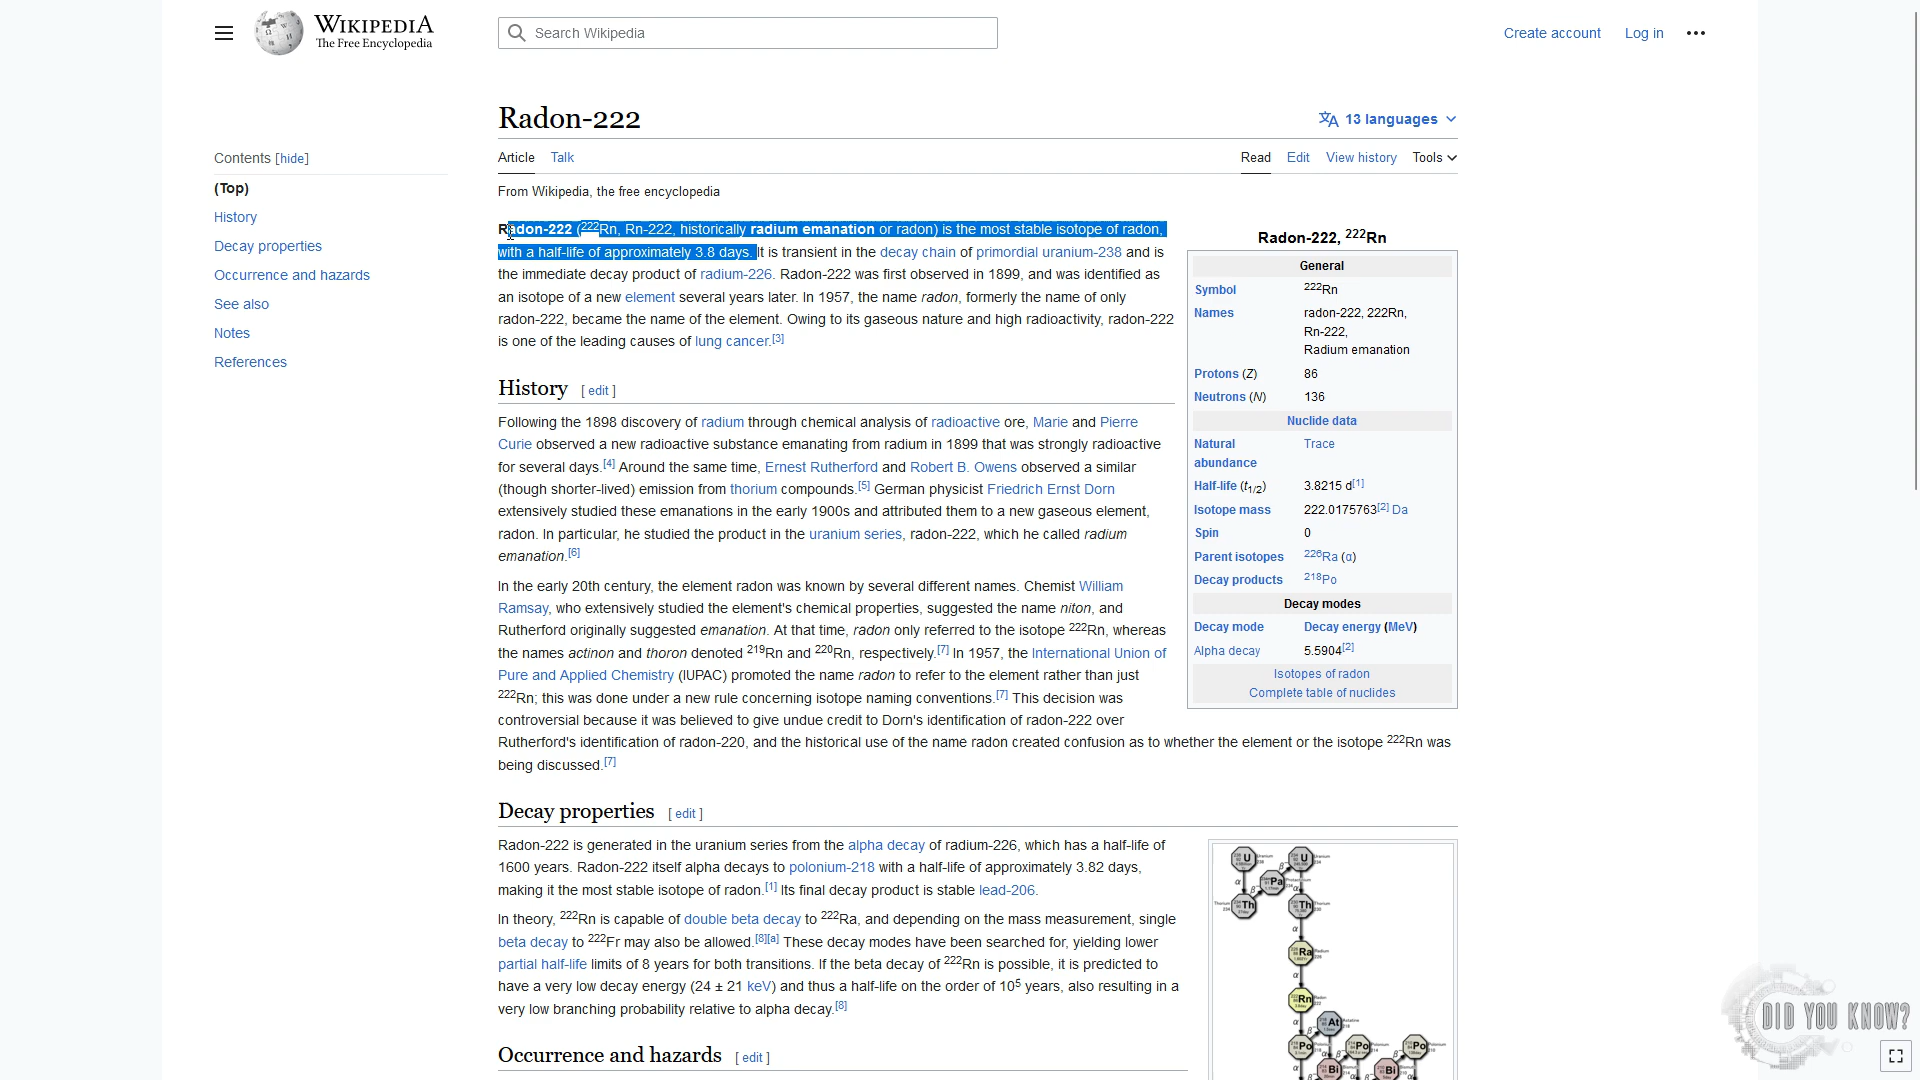 WIKIPEDIA
The Free Encyclopedia
Search Wikipedia
Create account
Log in
Radon-222
13 languages
Contents [hide]
(Top)
History
Decay properties
Occurrence and hazards
See also
Notes
References
Article
Talk
Read
Edit
View history
Tools
From Wikipedia, the free encyclopedia
Radon-222 (222Rn, Rn-222, historically radium emanation or radon) is the most stable isotope of radon,
with a half-life of approximately 3.8 days. It is transient in the decay chain of primordial uranium-238 and is
the immediate decay product of radium-226. Radon-222 was first observed in 1899, and was identified as
an isotope of a new element several years later. In 1957, the name radon, formerly the name of only
radon-222, became the name of the element. Owing to its gaseous nature and high radioactivity, radon-222
is one of the leading causes of lung cancer.[3]
Radon-222, 222Rn
General
Symbol 222Rn
Names radon-222, 222Rn,
Rn-222,
Radium emanation
Protons (Z) 86
Neutrons (N) 136
Nuclide data
Natural Trace
abundance
Half-life (t1/2) 3.8215 d[1]
Isotope mass 222.0175763[2] Da
Spin 0
Parent isotopes 226Ra (α)
Decay products 218Po
Decay modes
Decay mode Decay energy (MeV)
Alpha decay 5.5904[2]
Isotopes of radon
Complete table of nuclides
History [ edit ]
Following the 1898 discovery of radium through chemical analysis of radioactive ore, Marie and Pierre
Curie observed a new radioactive substance emanating from radium in 1899 that was strongly radioactive
for several days.[4] Around the same time, Ernest Rutherford and Robert B. Owens observed a similar
(though shorter-lived) emission from thorium compounds.[5] German physicist Friedrich Ernst Dorn
extensively studied these emanations in the early 1900s and attributed them to a new gaseous element,
radon. In particular, he studied the product in the uranium series, radon-222, which he called radium
emanation.[6]
In the early 20th century, the element radon was known by several different names. Chemist William
Ramsay, who extensively studied the element's chemical properties, suggested the name niton, and
Rutherford originally suggested emanation. At that time, radon only referred to the isotope 222Rn, whereas
the names actinon and thoron denoted 219Rn and 220Rn, respectively.[7] In 1957, the International Union of
Pure and Applied Chemistry (IUPAC) promoted the name radon to refer to the element rather than just
222Rn; this was done under a new rule concerning isotope naming conventions.[7] This decision was
controversial because it was believed to give undue credit to Dorn's identification of radon-222 over
Rutherford's identification of radon-220, and the historical use of the name radon created confusion as to whether the element or the isotope 222Rn was
being discussed.[7]
Decay properties [ edit ]
Radon-222 is generated in the uranium series from the alpha decay of radium-226, which has a half-life of
1600 years. Radon-222 itself alpha decays to polonium-218 with a half-life of approximately 3.82 days,
making it the most stable isotope of radon.[1] Its final decay product is stable lead-206.
In theory, 222Rn is capable of double beta decay to 222Ra, and depending on the mass measurement, single
beta decay to 222Fr may also be allowed.[8][a] These decay modes have been searched for, yielding lower
partial half-life limits of 8 years for both transitions. If the beta decay of 222Rn is possible, it is predicted to
have a very low decay energy (24 ± 21 keV) and thus a half-life on the order of 105 years, also resulting in a
very low branching probability relative to alpha decay.[8]
Occurrence and hazards [ edit ]
U U
Pa
Th Th
Ra
Rn
At
Po Po Po
Bi Bi
DID YOU KNOW?